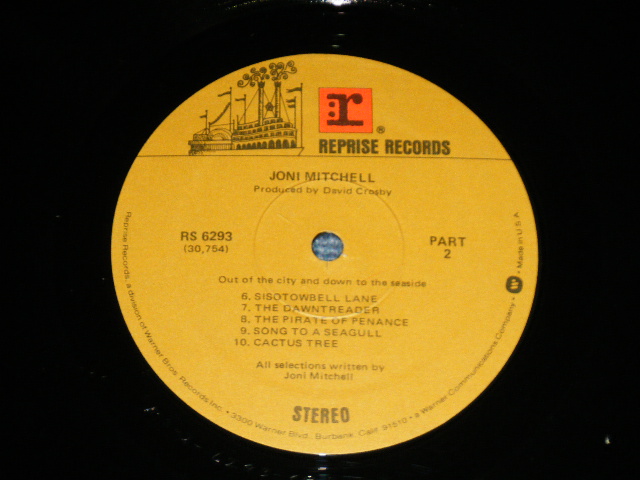 :r
®
REPRISE RECORDS
JONI MITCHELL
Produced by David Crosby
RS 6293
(30,754)
PART
2
Out of the city and down to the seaside
6. SISOTOWBELL LANE
7. THE DAWNTREADER
8. THE PIRATE OF PENANCE
9. SONG TO A SEAGULL
10. CACTUS TREE
All selections written by
Joni Mitchell
STEREO
Reprise Records, a division of Warner Bros. Records Inc. • 3300 Warner Blvd., Burbank, Calif. 91510 • a Warner Communications Company • W • Made in U.S.A.